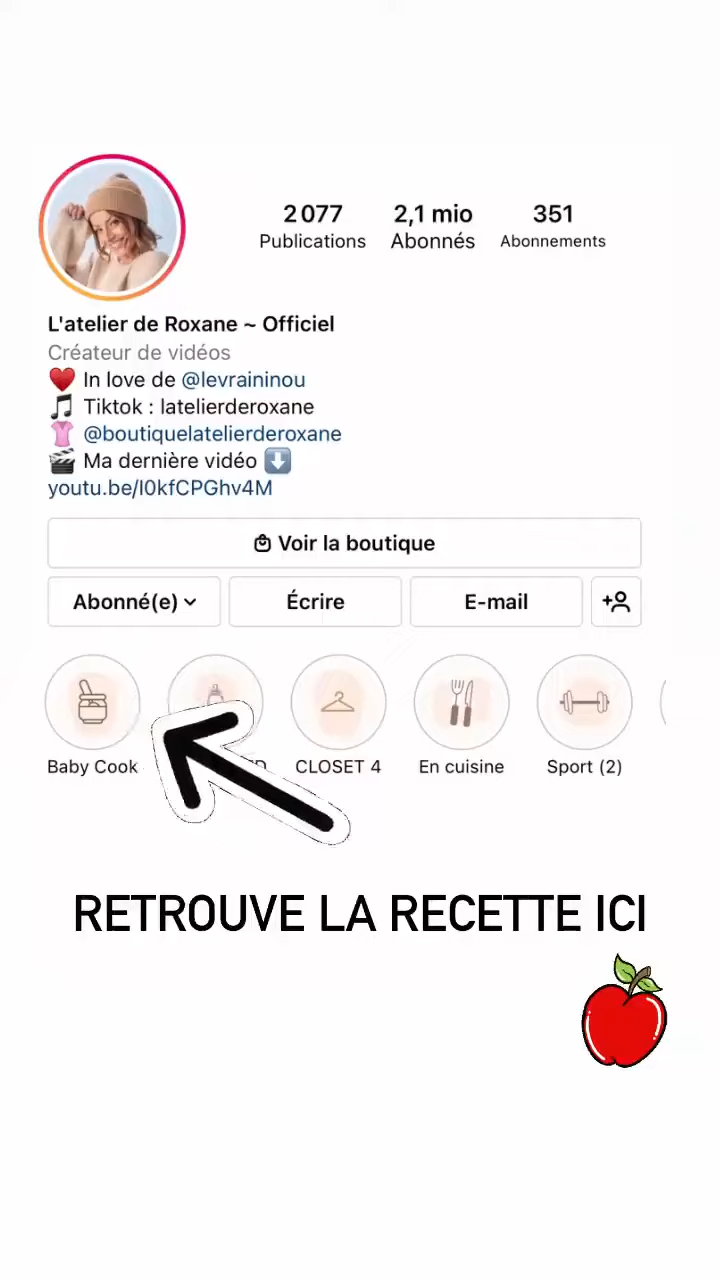 2 077
2,1 mio
351
Publications
Abonnés
Abonnements
L'atelier de Roxane ~ Officiel
Créateur de vidéos
In love de @levraininou
Tiktok : latelierderoxane
@boutiquelatelierderoxane
Ma dernière vidéo
youtu.be/I0kfCPGhv4M
Voir la boutique
Abonné(e)
Écrire
E-mail
Baby Cook
CLOSET 4
En cuisine
Sport (2)
RETROUVE LA RECETTE ICI